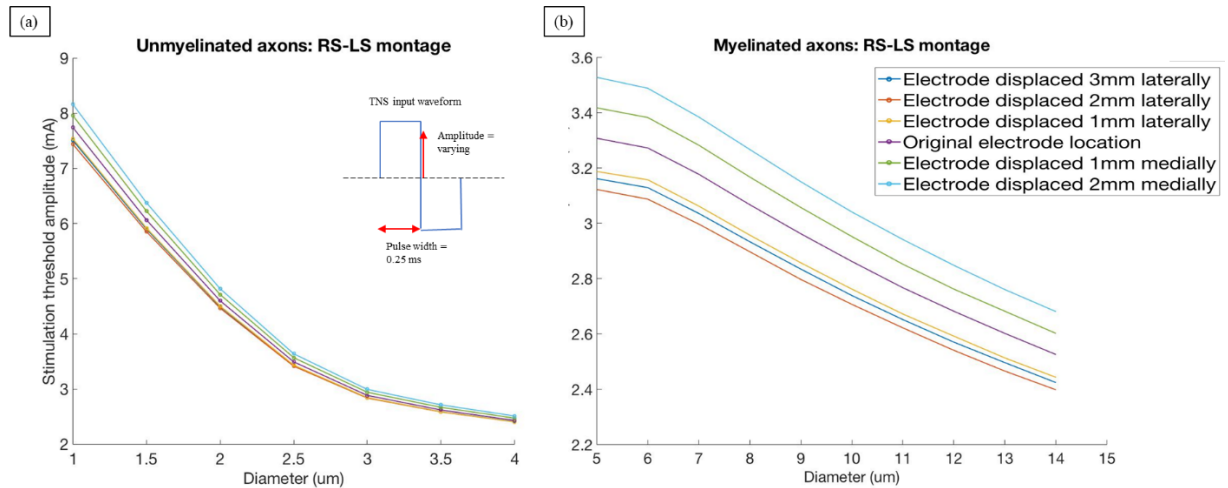 (a)
Unmyelinated axons: RS-LS montage
Stimulation threshold amplitude (mA)
9
8
7
6
5
4
3
2
TNS input waveform
Amplitude =
varying
Pulse width =
0.25 ms
1
1.5
2
2.5
3
3.5
4
Diameter (um)
(b)
Myelinated axons: RS-LS montage
3.6
3.4
3.2
3
2.8
2.6
2.4
2.2
Electrode displaced 3mm laterally
Electrode displaced 2mm laterally
Electrode displaced 1mm laterally
Original electrode location
Electrode displaced 1mm medially
Electrode displaced 2mm medially
5
6
7
8
9
10
11
12
13
14
15
Diameter (um)